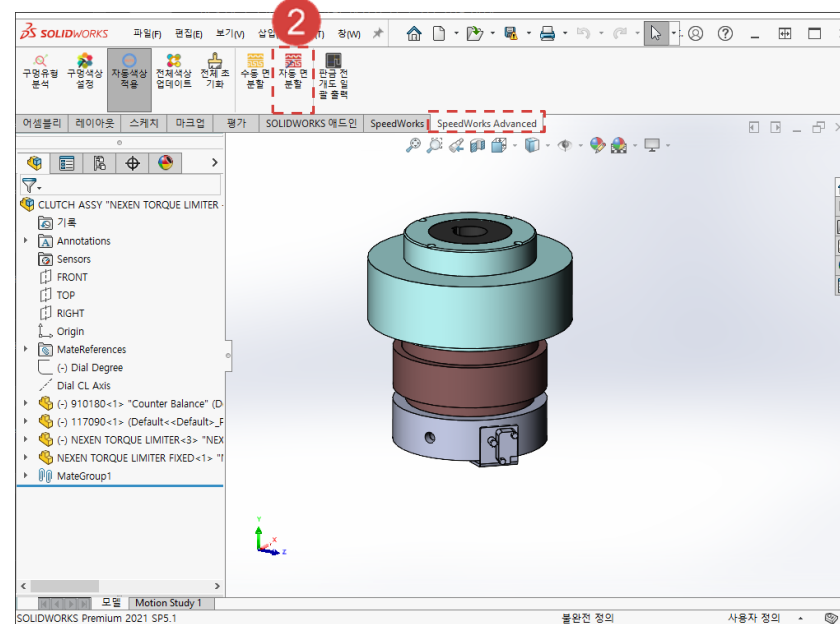 SOLIDWORKS 파일(F) 편집(E) 보기(V) 삽입 (T) 창(W)
2
구멍유형 분석
구멍색상 설정
자동색상 적용
전체색상 업데이트
전체 초기화
수동 면 분할
자동 면 분할
판금 전개도 일괄 출력
어셈블리 레이아웃 스케치 마크업 평가 SOLIDWORKS 애드인 SpeedWorks SpeedWorks Advanced
CLUTCH ASSY "NEXEN TORQUE LIMITER -
기록
Annotations
Sensors
FRONT
TOP
RIGHT
Origin
MateReferences
(-) Dial Degree
Dial CL Axis
(-) 910180<1> "Counter Balance" (D
(-) 117090<1> (Default<<Default>_F
(-) NEXEN TORQUE LIMITER<3> "NEX
NEXEN TORQUE LIMITER FIXED<1> "
MateGroup1
Y
X
Z
모델 Motion Study 1
SOLIDWORKS Premium 2021 SP5.1 불완전 정의 사용자 정의